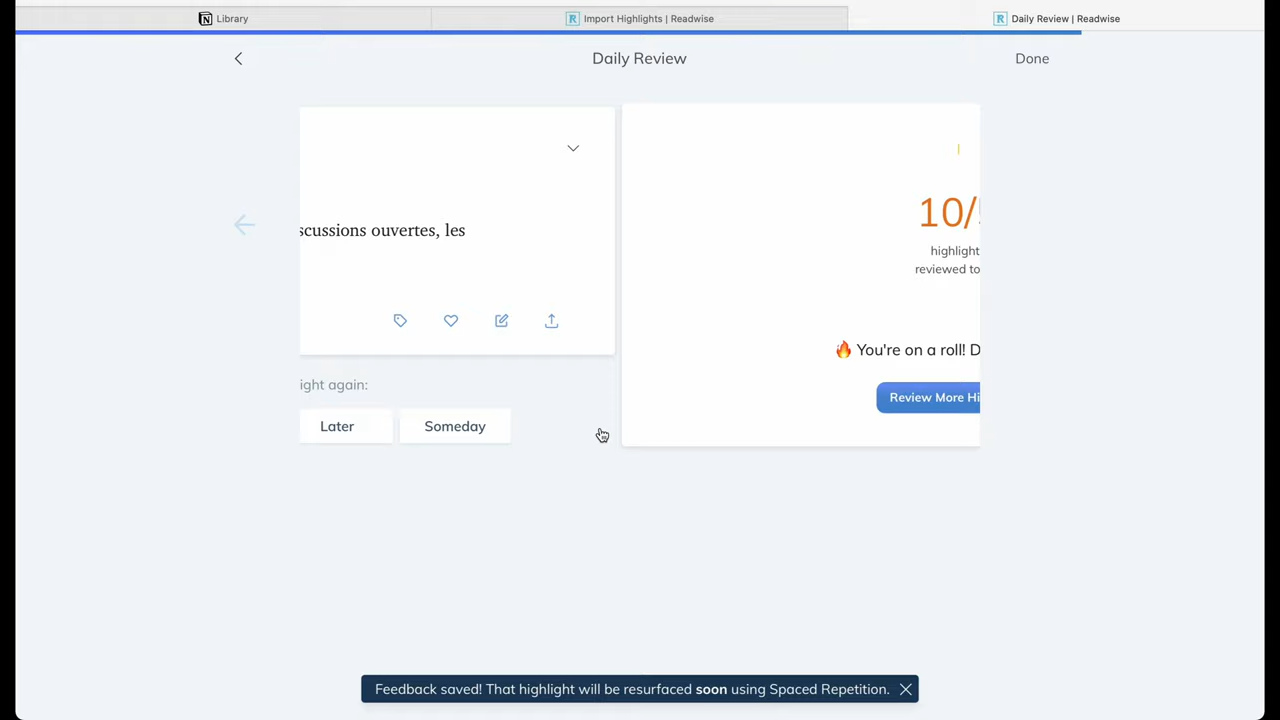 Library
Import Highlights | Readwise
Daily Review | Readwise
Daily Review
Done
scussions ouvertes, les
ight again:
Later
Someday
10/
highlight
reviewed to
🔥 You're on a roll! D
Review More Hi
Feedback saved! That highlight will be resurfaced soon using Spaced Repetition.